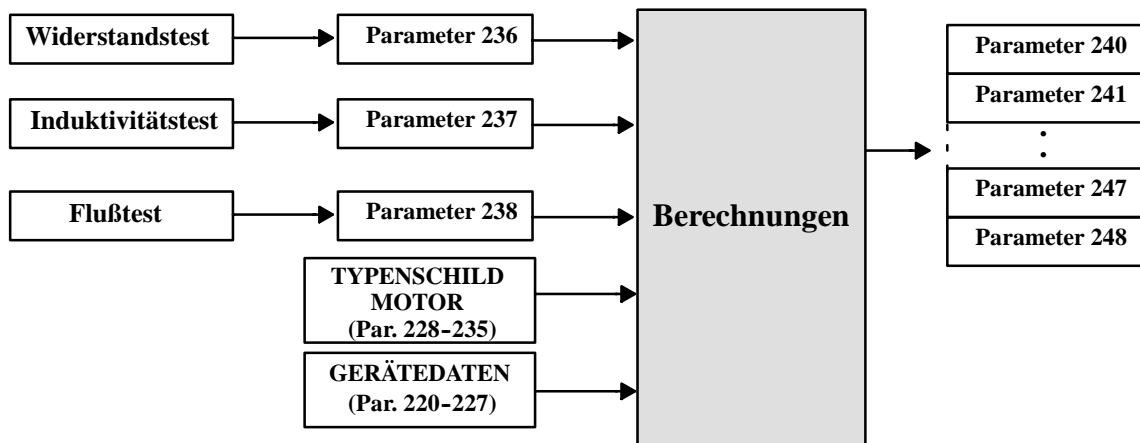 Widerstandstest
Parameter 236
Induktivitätstest
Parameter 237
Flußtest
Parameter 238
TYPENSCHILD
MOTOR
(Par. 228-235)
GERÄTEDATEN
(Par. 220-227)
Berechnungen
Parameter 240
Parameter 241
:
Parameter 247
Parameter 248